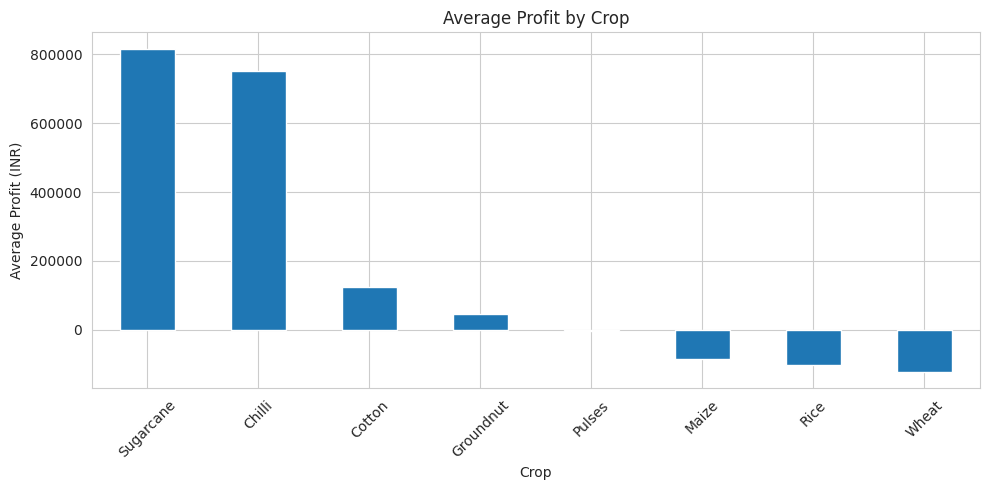 Average Profit by Crop
Average Profit (INR)
800000
600000
400000
200000
0
Sugarcane
Chilli
Cotton
Groundnut
Pulses
Maize
Rice
Wheat
Crop